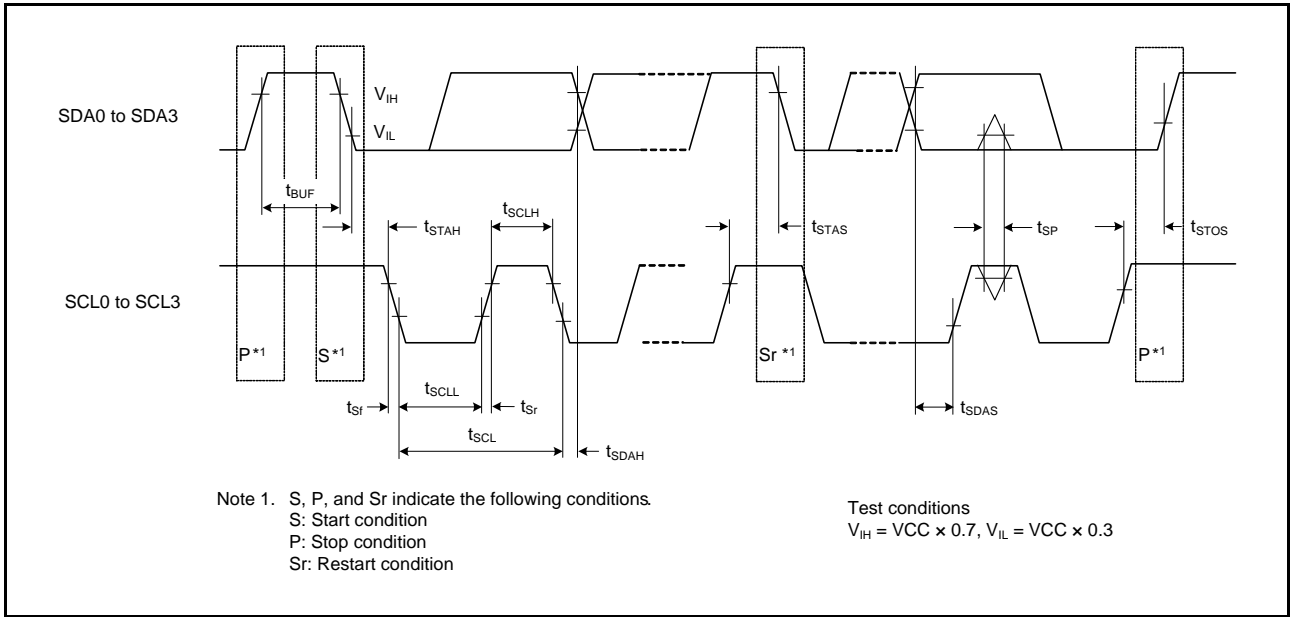 SDA0 to SDA3
VIH
VIL
tBUF
tSTAH
tSCLH
tSTAS
tSP
tSTOS
SCL0 to SCL3
P*1
S*1
Sr*1
P*1
tSf
tSCLL
tSr
tSDAS
tSCL
tSDAH
Note 1. S, P, and Sr indicate the following conditions.
S: Start condition
P: Stop condition
Sr: Restart condition
Test conditions
VIH = VCC × 0.7, VIL = VCC × 0.3